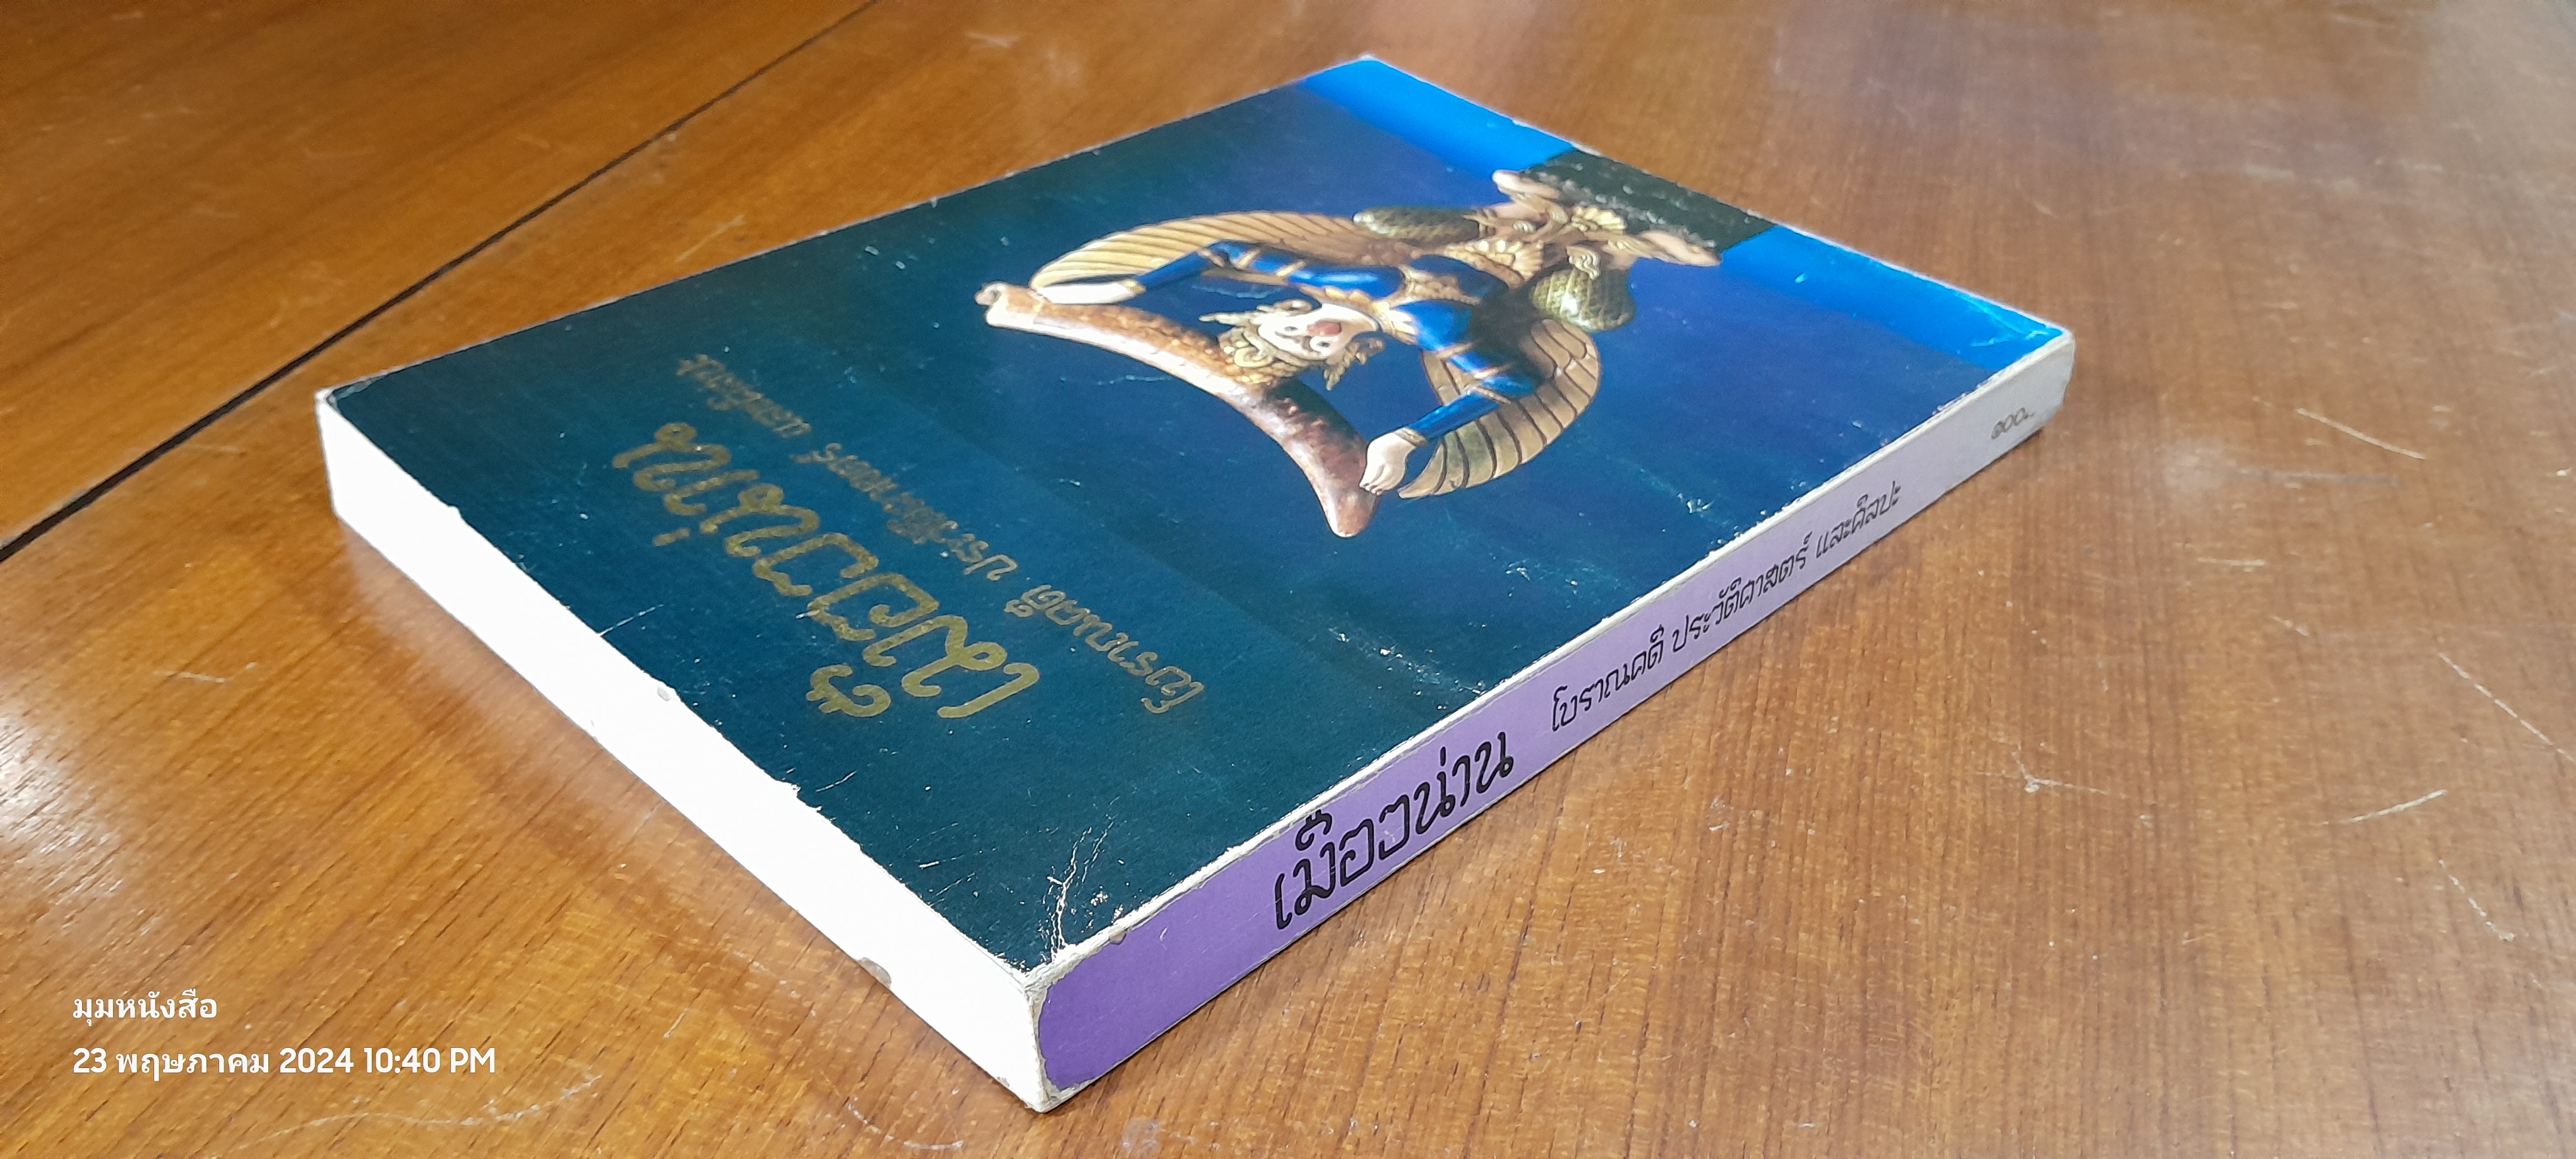 เมืองน่าน
โบราณคดี ประวัติศาสตร์ และศิลปะ
เมืองน่าน โบราณคดี ประวัติศาสตร์ และศิลปะ ๑๐๐.-
มุมหนังสือ
23 พฤษภาคม 2024 10:40 PM